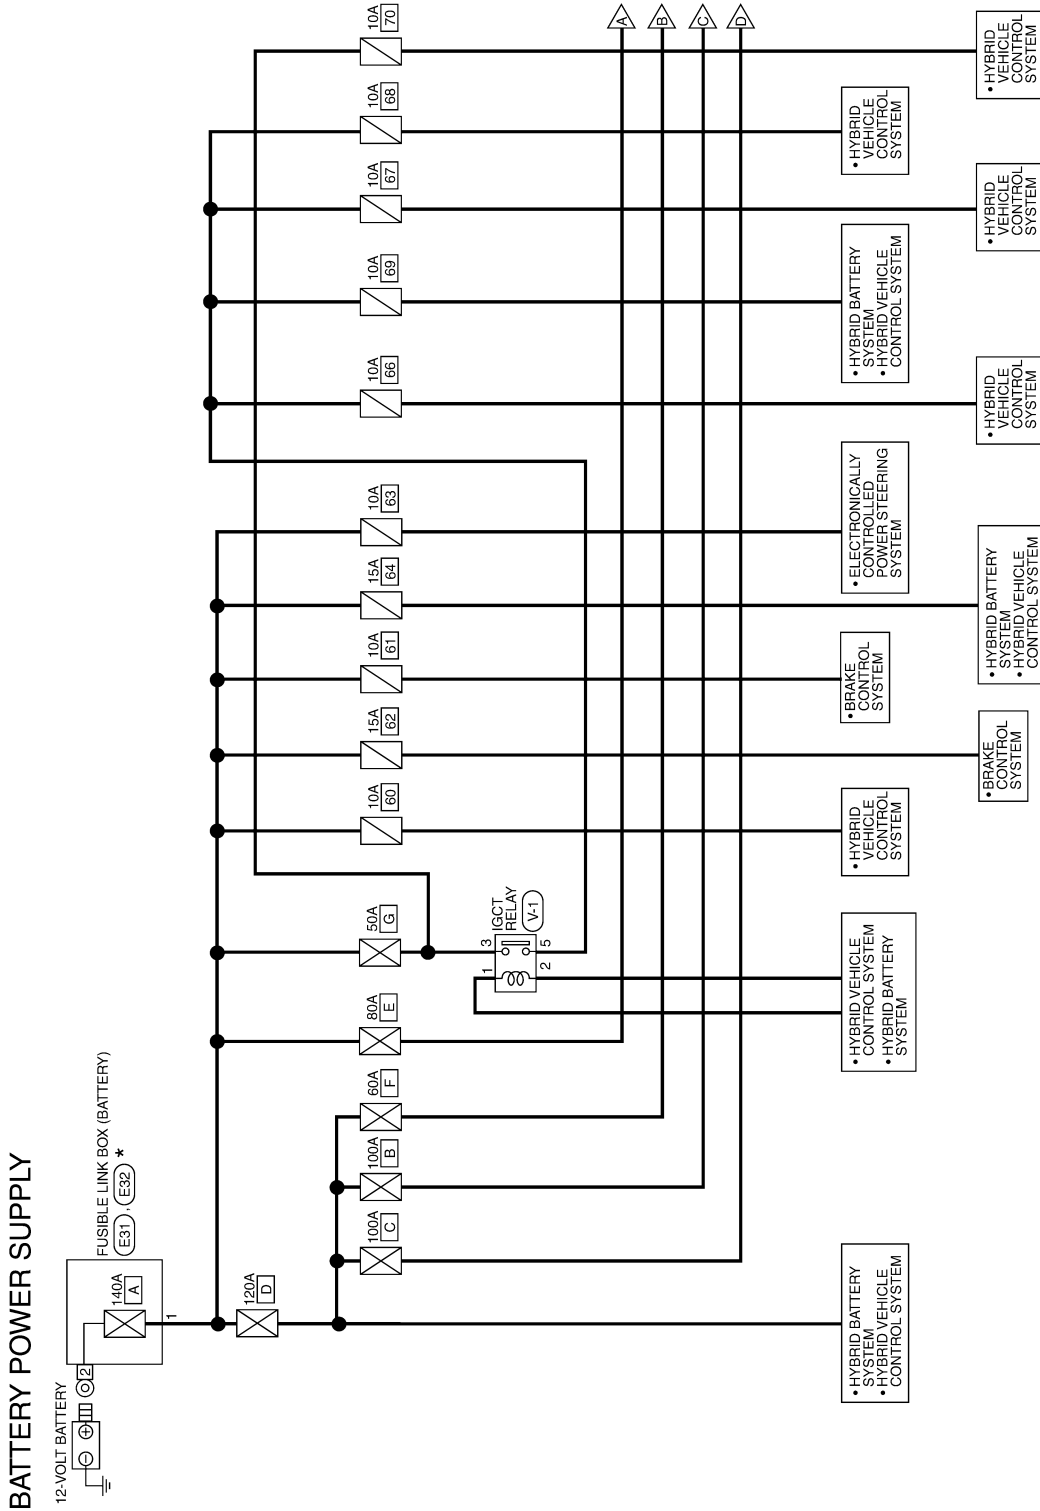 BATTERY POWER SUPPLY
12-VOLT BATTERY
2
FUSIBLE LINK BOX (BATTERY)
E31 , E32 *
140A
A
1
120A
D
100A
C
100A
B
60A
F
80A
E
50A
G
10A
60
15A
62
10A
61
15A
64
10A
63
10A
66
10A
69
10A
67
10A
68
10A
70
IGCT
RELAY
V-1
1
3
2
5
A
B
C
D
• HYBRID BATTERY
SYSTEM
• HYBRID VEHICLE
CONTROL SYSTEM
• HYBRID VEHICLE
CONTROL SYSTEM
• HYBRID BATTERY
SYSTEM
• HYBRID
VEHICLE
CONTROL
SYSTEM
• BRAKE
CONTROL
SYSTEM
• BRAKE
CONTROL
SYSTEM
• HYBRID BATTERY
SYSTEM
• HYBRID VEHICLE
CONTROL SYSTEM
• ELECTRONICALLY
CONTROLLED
POWER STEERING
SYSTEM
• HYBRID
VEHICLE
CONTROL
SYSTEM
• HYBRID BATTERY
SYSTEM
• HYBRID VEHICLE
CONTROL SYSTEM
• HYBRID
VEHICLE
CONTROL
SYSTEM
• HYBRID
VEHICLE
CONTROL
SYSTEM
• HYBRID
VEHICLE
CONTROL
SYSTEM